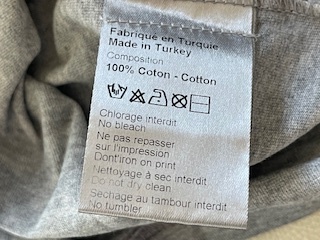 Fabriqué en Turquie
Made in Turkey
Composition
100% Coton - Cotton
Chlorage interdit
No bleach
Ne pas repasser
sur l'impression
Dont'iron on print
Nettoyage à sec interdit
Do not dry clean
Séchage au tambour interdit
No tumbler